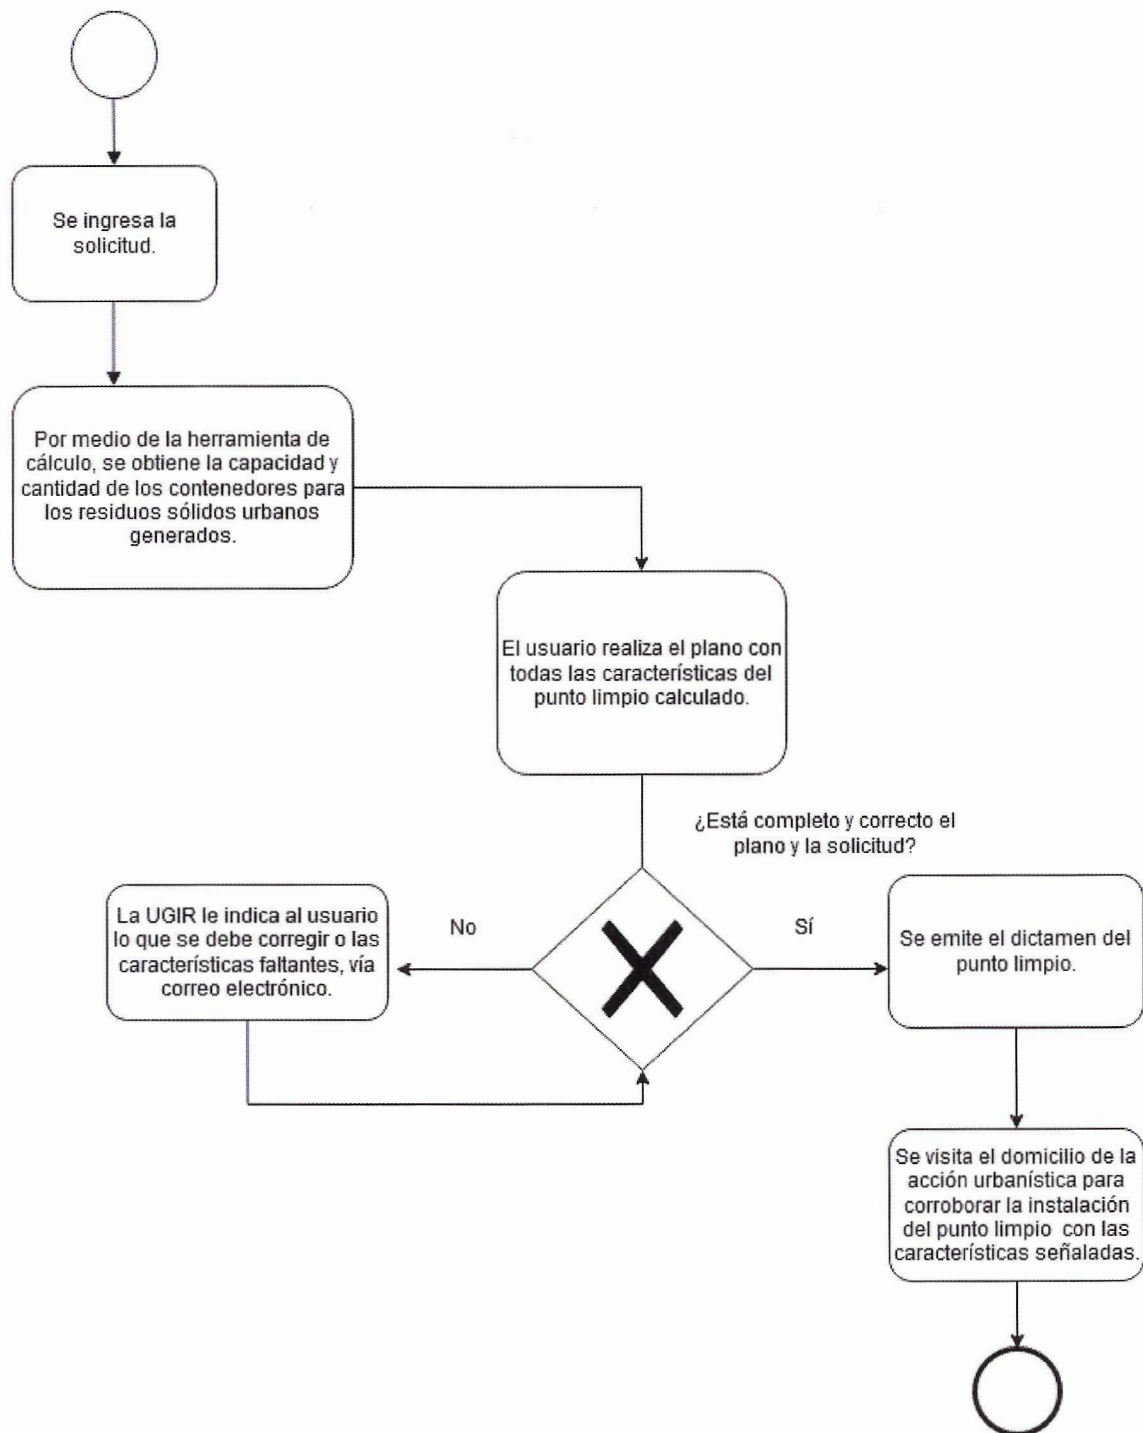 Se ingresa la
solicitud.
Por medio de la herramienta de
cálculo, se obtiene la capacidad y
cantidad de los contenedores para
los residuos sólidos urbanos
generados.
El usuario realiza el plano con
todas las características del
punto limpio calculado.
¿Está completo y correcto el
plano y la solicitud?
La UGIR le indica al usuario
lo que se debe corregir o las
características faltantes, vía
correo electrónico.
No
Sí
Se emite el dictamen del
punto limpio.
Se visita el domicilio de la
acción urbanística para
corroborar la instalación
del punto limpio con las
características señaladas.